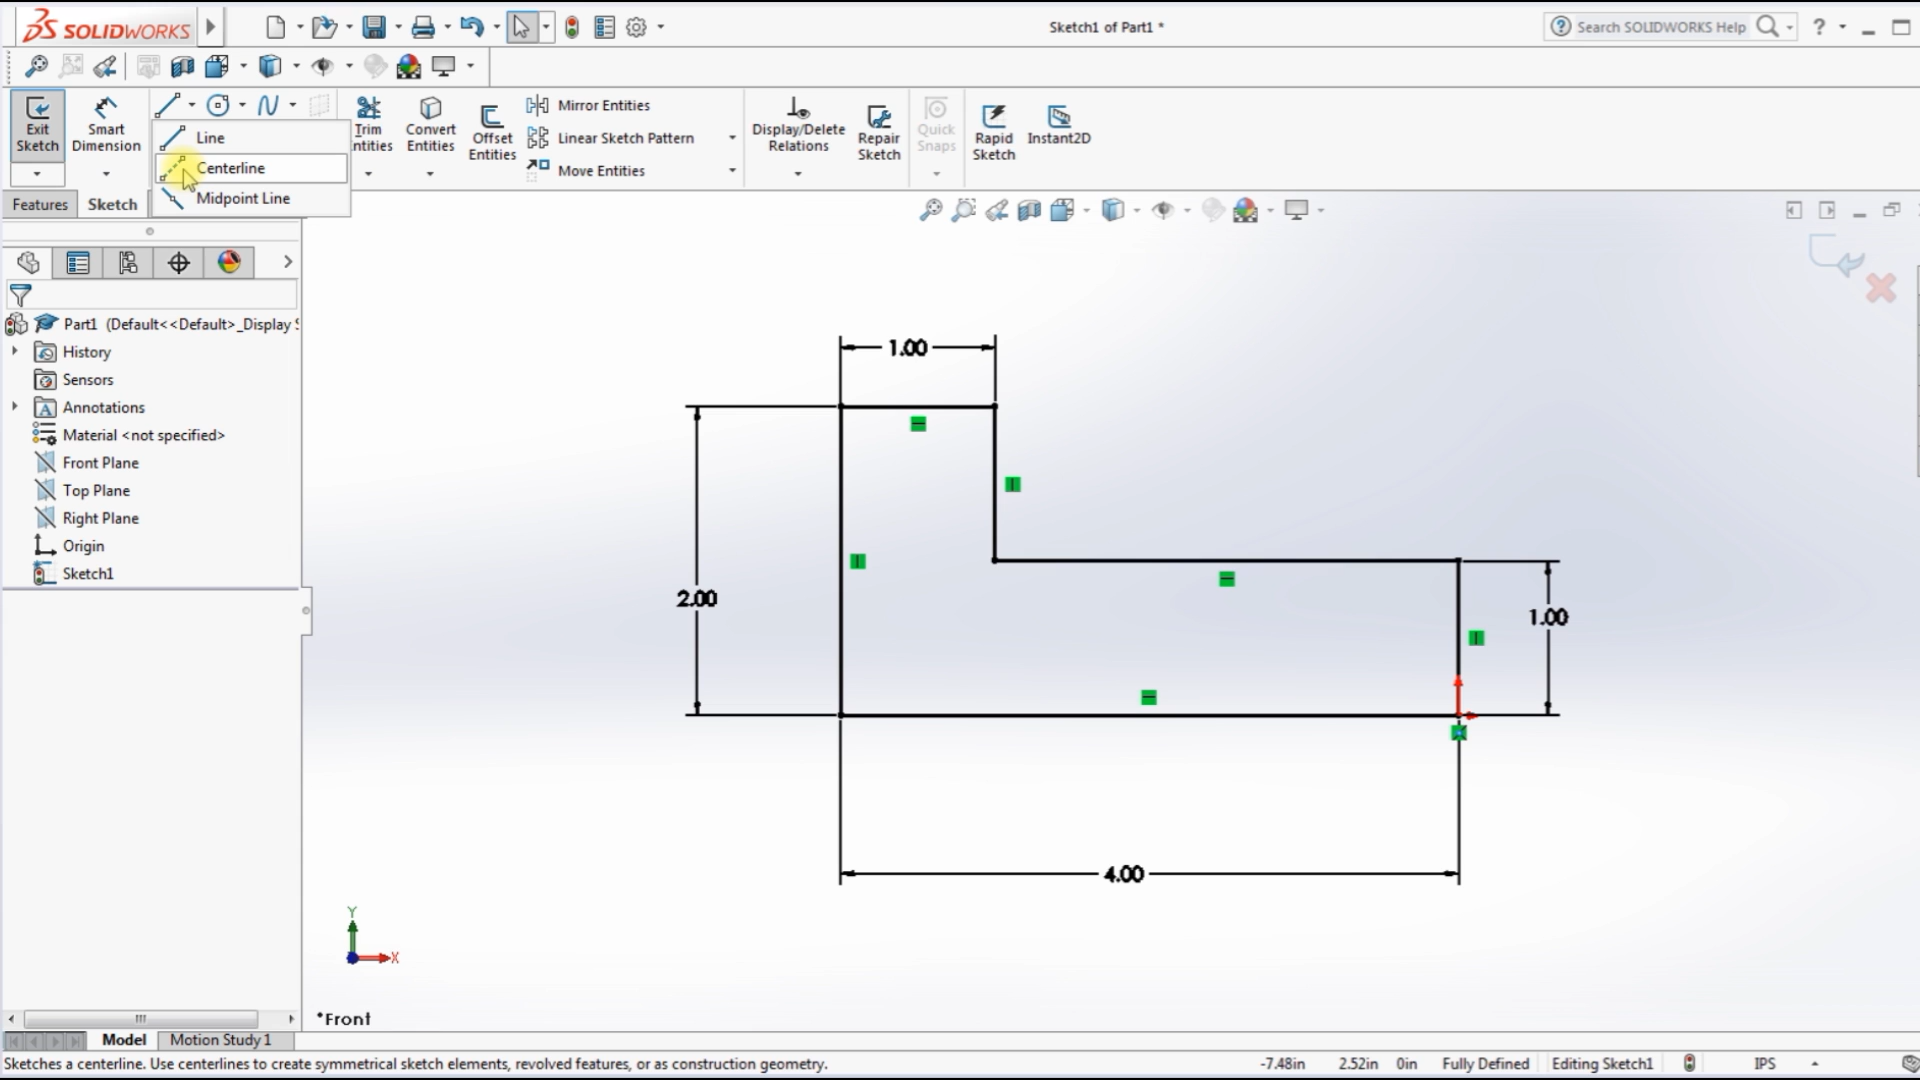 SOLIDWORKS
Sketch1 of Part1 *
Search SOLIDWORKS Help
?
Exit Sketch
Smart Dimension
Trim
ntities
Convert Entities
Offset Entities
Mirror Entities
Linear Sketch Pattern
Move Entities
Display/Delete Relations
Repair Sketch
Quick Snaps
Rapid Sketch
Instant2D
Line
Centerline
Midpoint Line
Features
Sketch
Part1 (Default<<Default>_Display
History
Sensors
Annotations
Material <not specified>
Front Plane
Top Plane
Right Plane
Origin
Sketch1
1.00
2.00
1.00
4.00
Y
X
*Front
Model
Motion Study 1
Sketches a centerline. Use centerlines to create symmetrical sketch elements, revolved features, or as construction geometry.
-7.48in 2.52in 0in Fully Defined Editing Sketch1 IPS